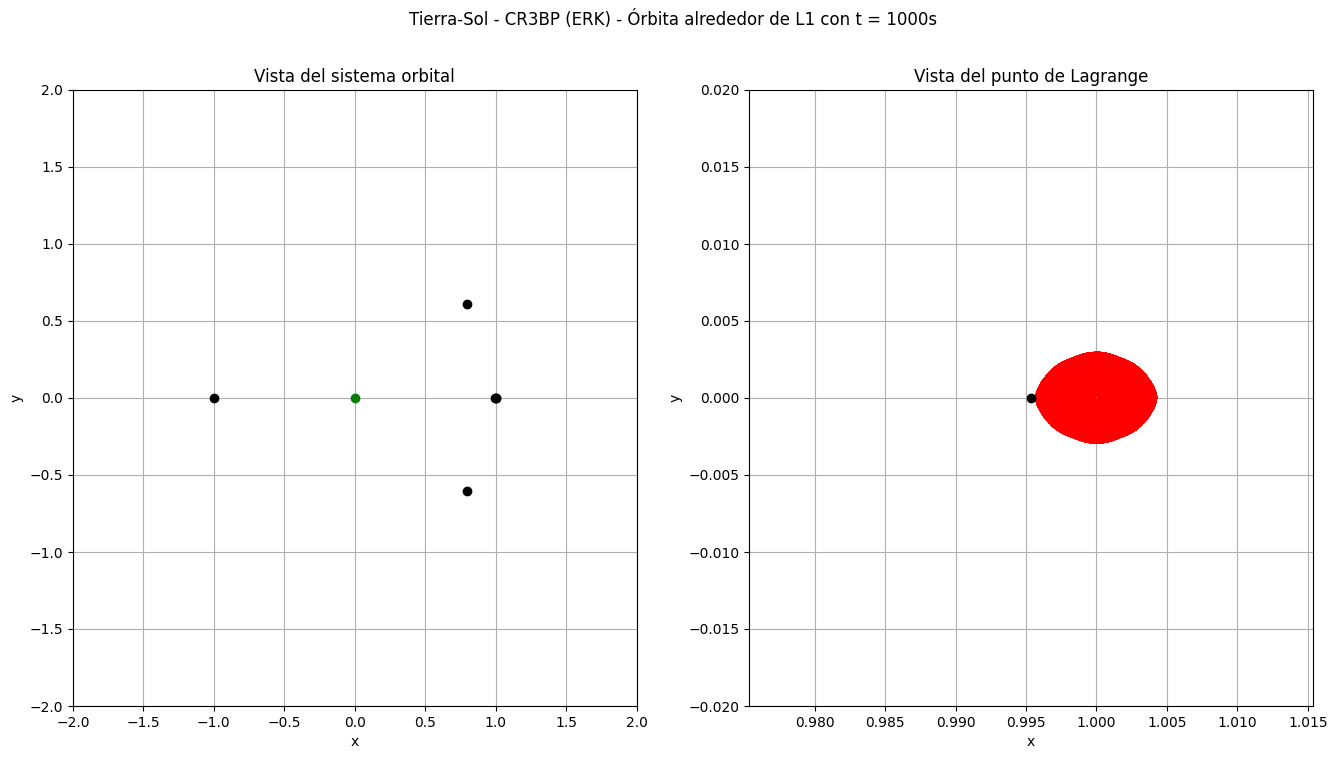 Tierra-Sol - CR3BP (ERK) - Órbita alrededor de L1 con t = 1000s
Vista del sistema orbital
2.0
1.5
1.0
0.5
0.0
−0.5
−1.0
−1.5
−2.0
y
−2.0 −1.5 −1.0 −0.5 0.0 0.5 1.0 1.5 2.0
x
Vista del punto de Lagrange
0.020
0.015
0.010
0.005
0.000
−0.005
−0.010
−0.015
−0.020
y
0.980 0.985 0.990 0.995 1.000 1.005 1.010 1.015
x